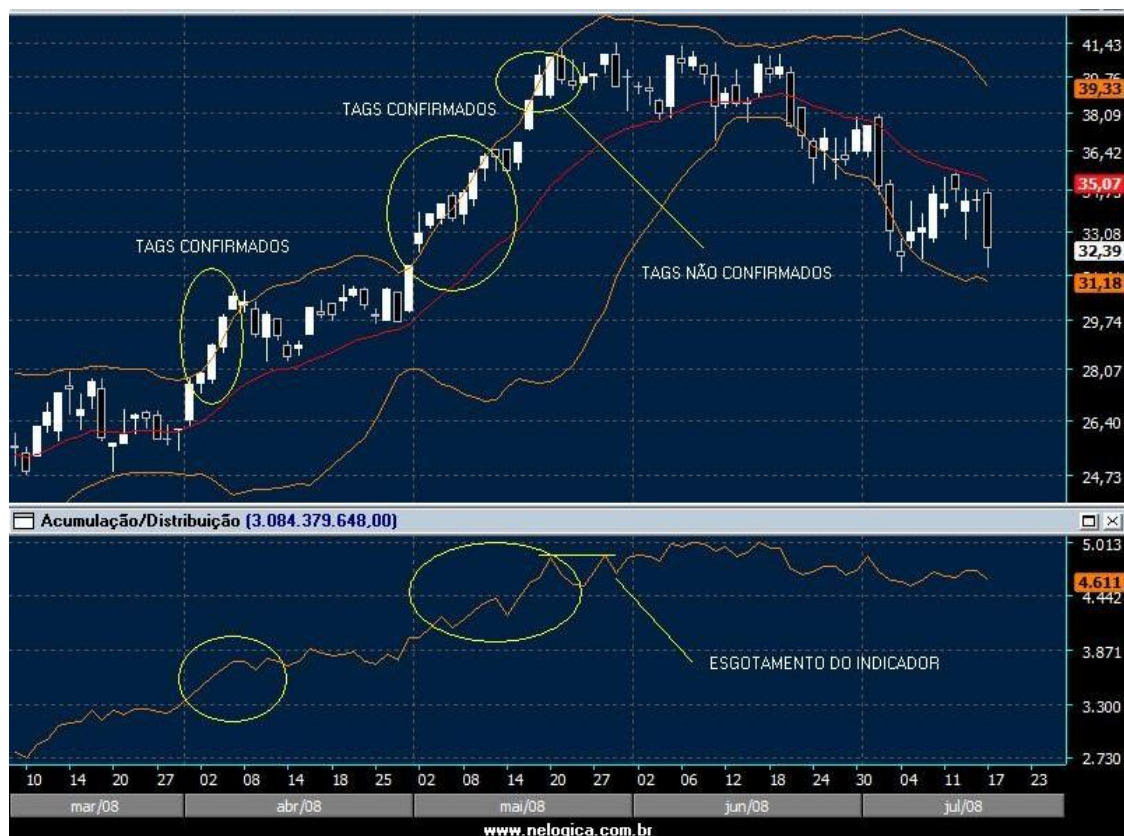 41,43
39,33
38,09
36,42
35,07
33,08
32,39
31,18
29,74
28,07
26,40
24,73
TAGS CONFIRMADOS
TAGS CONFIRMADOS
TAGS NÃO CONFIRMADOS
Acumulação/Distribuição (3.084.379.648,00)
5.013
4.611
4.442
3.871
3.300
2.730
ESGOTAMENTO DO INDICADOR
10 14 20 27 02 08 14 18 25 02 08 14 20 27 02 06 12 18 24 30 04 11 17 23
mar/08 abr/08 mai/08 jun/08 jul/08
www.nelogica.com.br